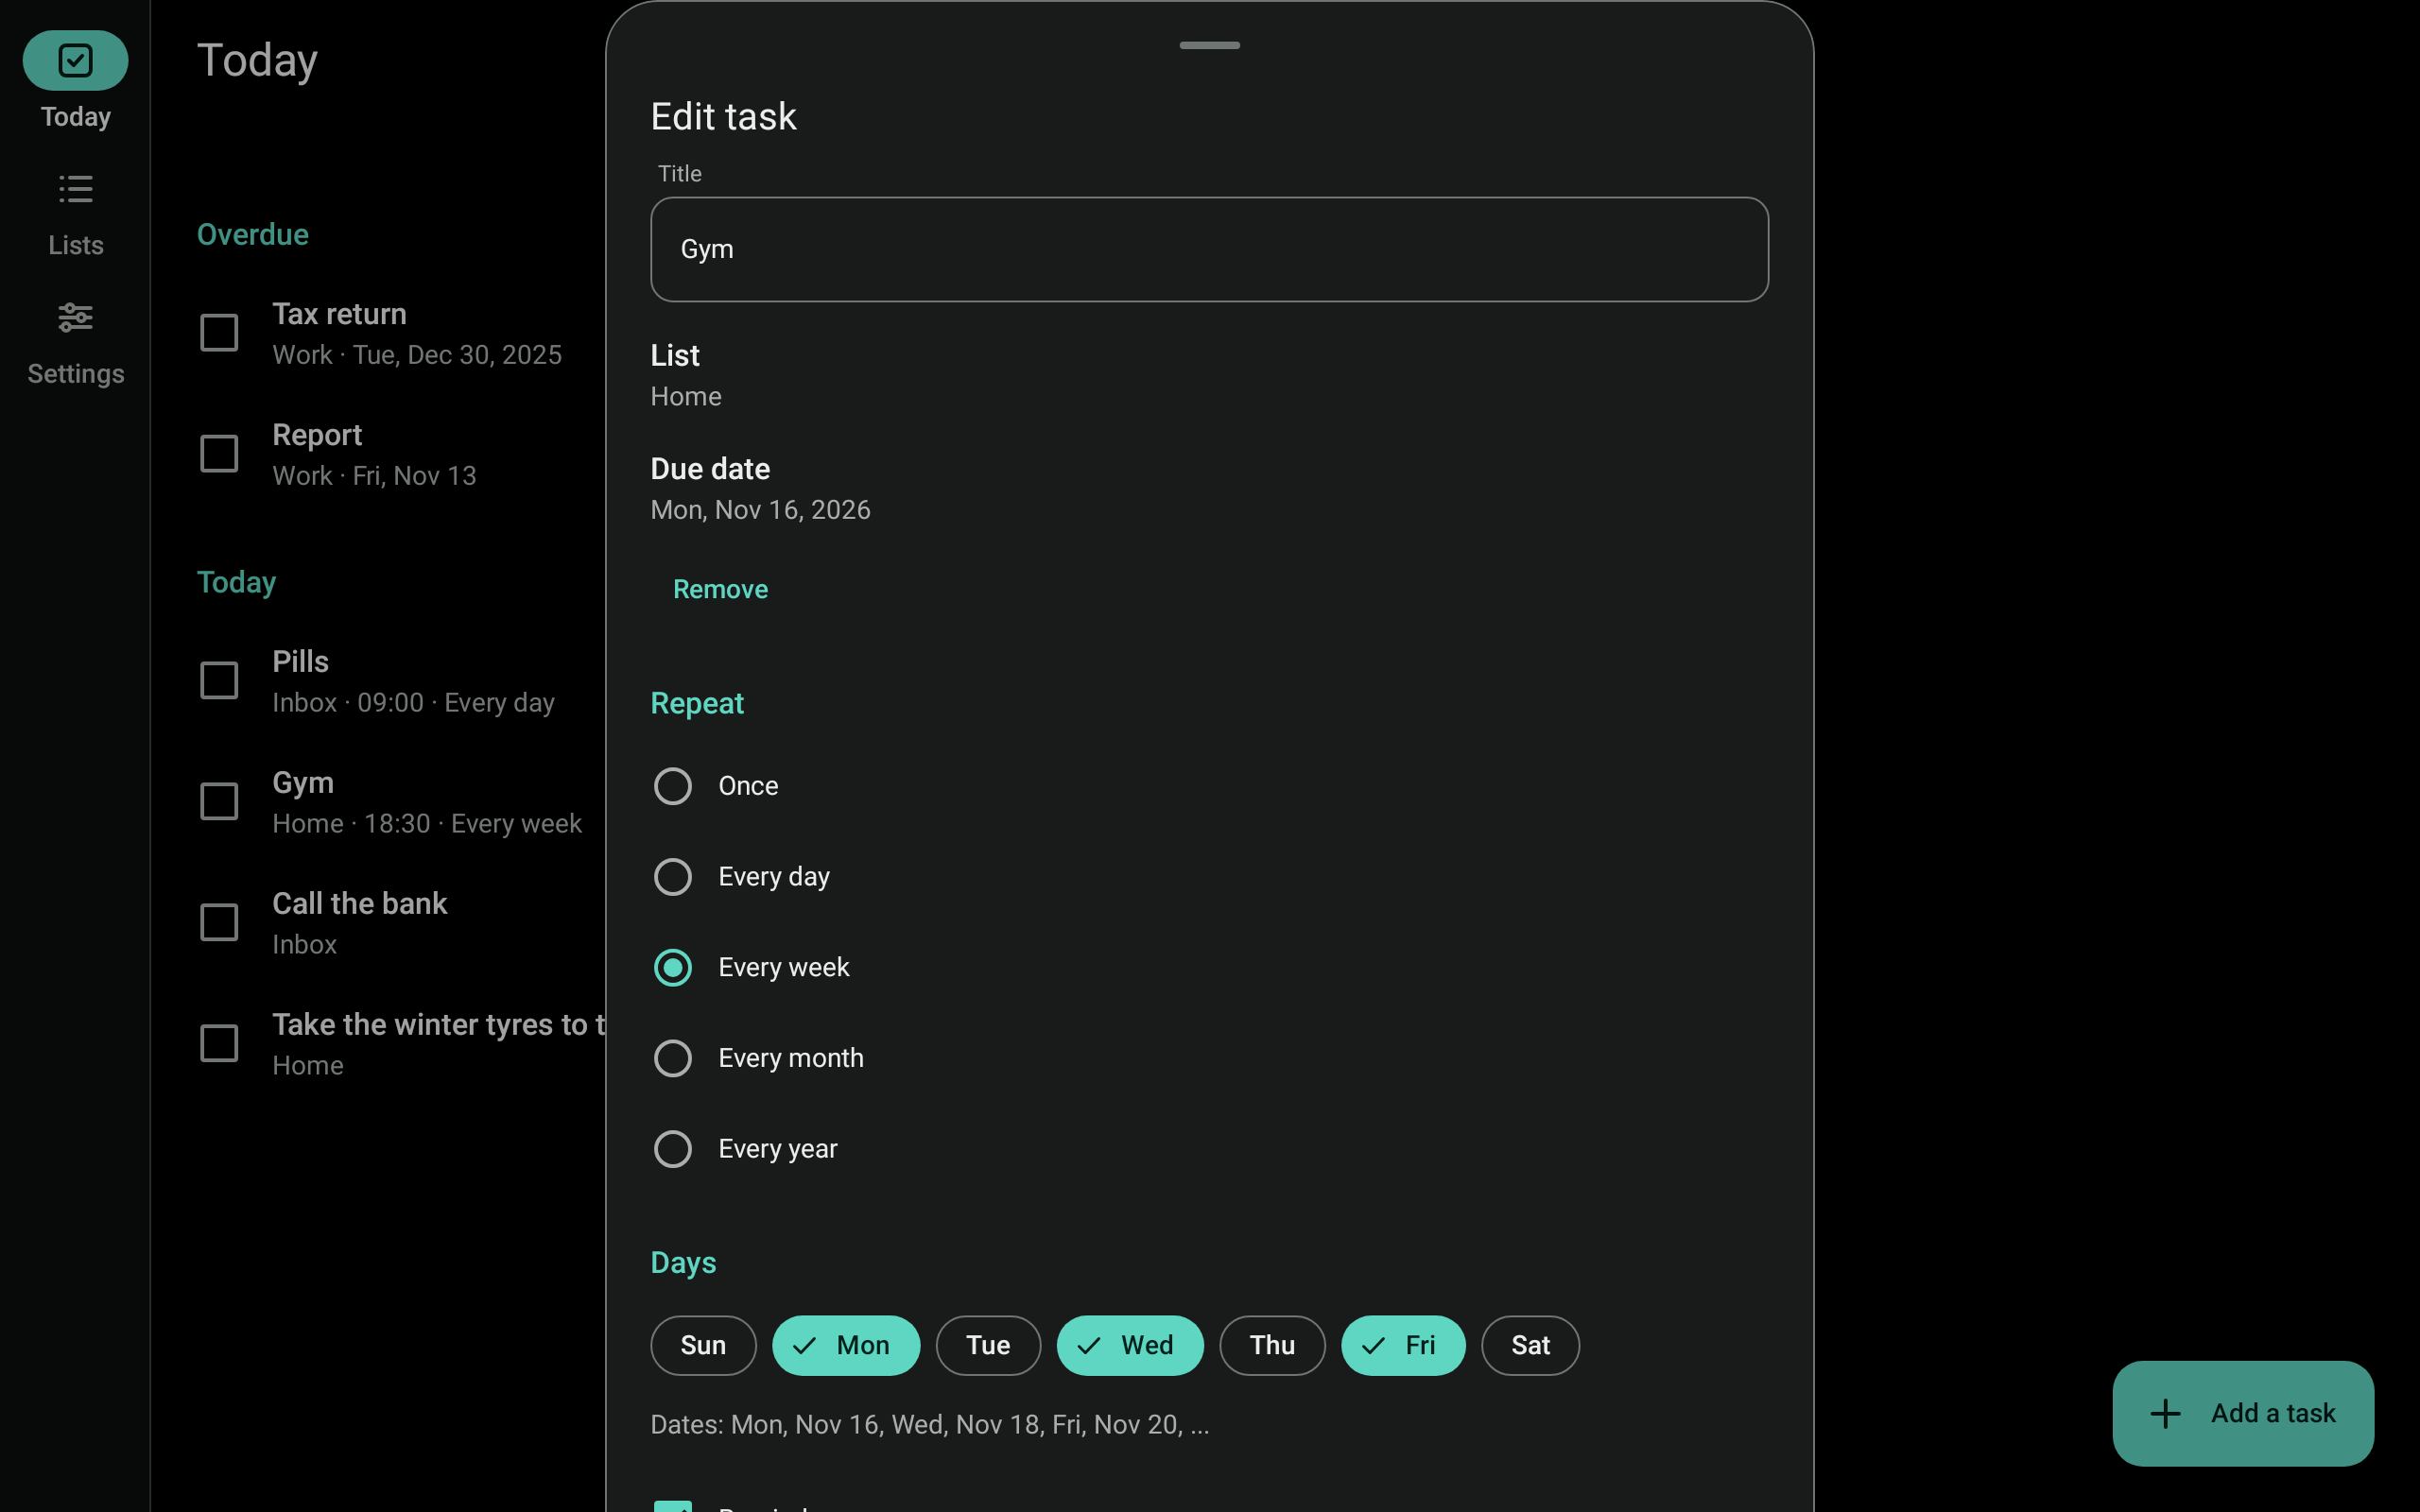 Today
Lists
Settings
Today
Overdue
Tax return
Work · Tue, Dec 30, 2025
Report
Work · Fri, Nov 13
Today
Pills
Inbox · 09:00 · Every day
Gym
Home · 18:30 · Every week
Call the bank
Inbox
Take the winter tyres to
Home
Edit task
Title
Gym
List
Home
Due date
Mon, Nov 16, 2026
Remove
Repeat
Once
Every day
Every week
Every month
Every year
Days
Sun
Mon
Tue
Wed
Thu
Fri
Sat
Dates: Mon, Nov 16, Wed, Nov 18, Fri, Nov 20, ...
Add a task